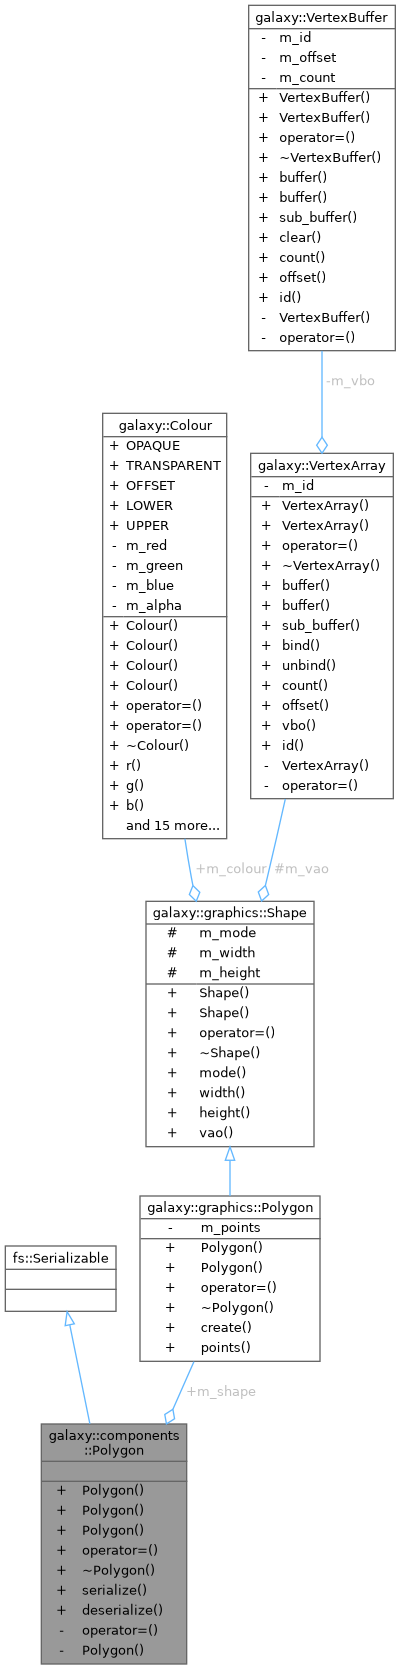 galaxy::VertexBuffer
- m_id
- m_offset
- m_count
+ VertexBuffer()
+ VertexBuffer()
+ operator=()
+ ~VertexBuffer()
+ buffer()
+ buffer()
+ sub_buffer()
+ clear()
+ count()
+ offset()
+ id()
- VertexBuffer()
- operator=()
-m_vbo
galaxy::Colour
+ OPAQUE
+ TRANSPARENT
+ OFFSET
+ LOWER
+ UPPER
- m_red
- m_green
- m_blue
- m_alpha
+ Colour()
+ Colour()
+ Colour()
+ Colour()
+ operator=()
+ operator=()
+ ~Colour()
+ r()
+ g()
+ b()
and 15 more...
galaxy::VertexArray
- m_id
+ VertexArray()
+ VertexArray()
+ operator=()
+ ~VertexArray()
+ buffer()
+ buffer()
+ sub_buffer()
+ bind()
+ unbind()
+ count()
+ offset()
+ vbo()
+ id()
- VertexArray()
- operator=()
+m_colour #m_vao
galaxy::graphics::Shape
# m_mode
# m_width
# m_height
+ Shape()
+ Shape()
+ operator=()
+ ~Shape()
+ mode()
+ width()
+ height()
+ vao()
galaxy::graphics::Polygon
- m_points
+ Polygon()
+ Polygon()
+ operator=()
+ ~Polygon()
+ create()
+ points()
fs::Serializable
+m_shape
galaxy::components
::Polygon
+ Polygon()
+ Polygon()
+ Polygon()
+ operator=()
+ ~Polygon()
+ serialize()
+ deserialize()
- operator=()
- Polygon()